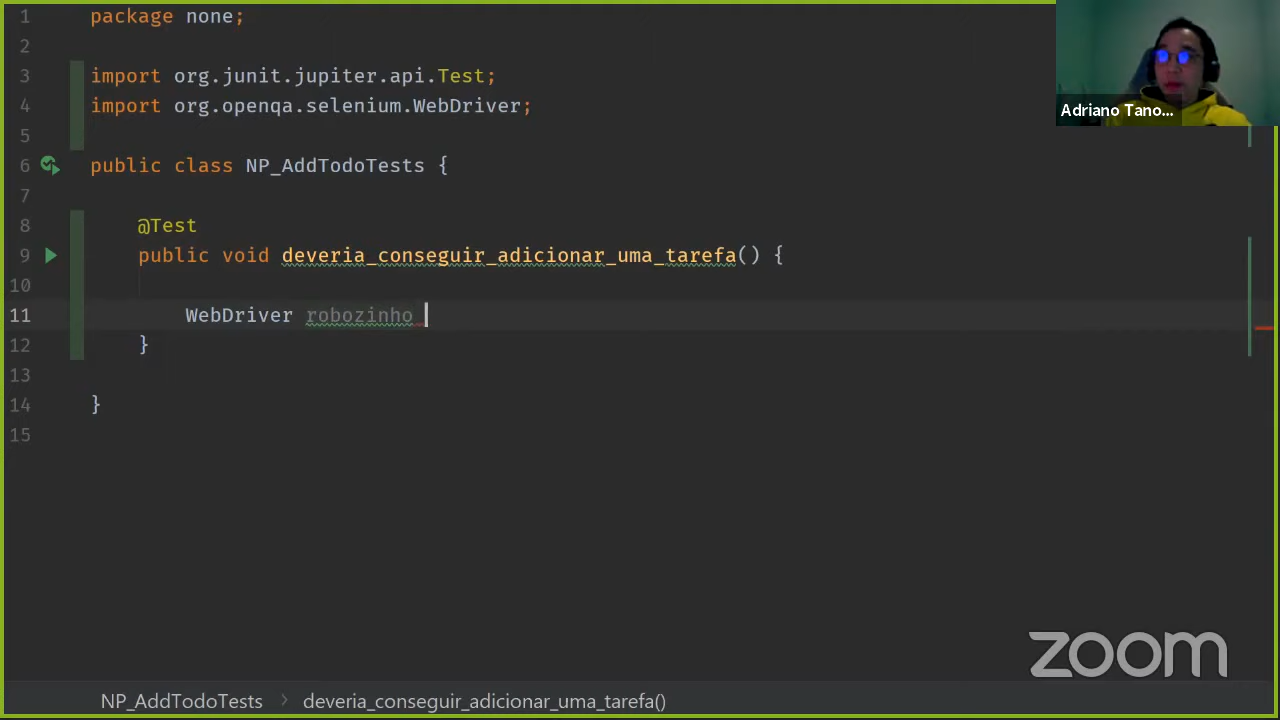 1 package none;
2
3 import org.junit.jupiter.api.Test;
4 import org.openqa.selenium.WebDriver;
5
6 public class NP_AddTodoTests {
7
8 @Test
9 public void deveria_conseguir_adicionar_uma_tarefa() {
10
11 WebDriver robozinho
12 }
13
14 }
15
Adriano Tano...
zoom
NP_AddTodoTests > deveria_conseguir_adicionar_uma_tarefa()